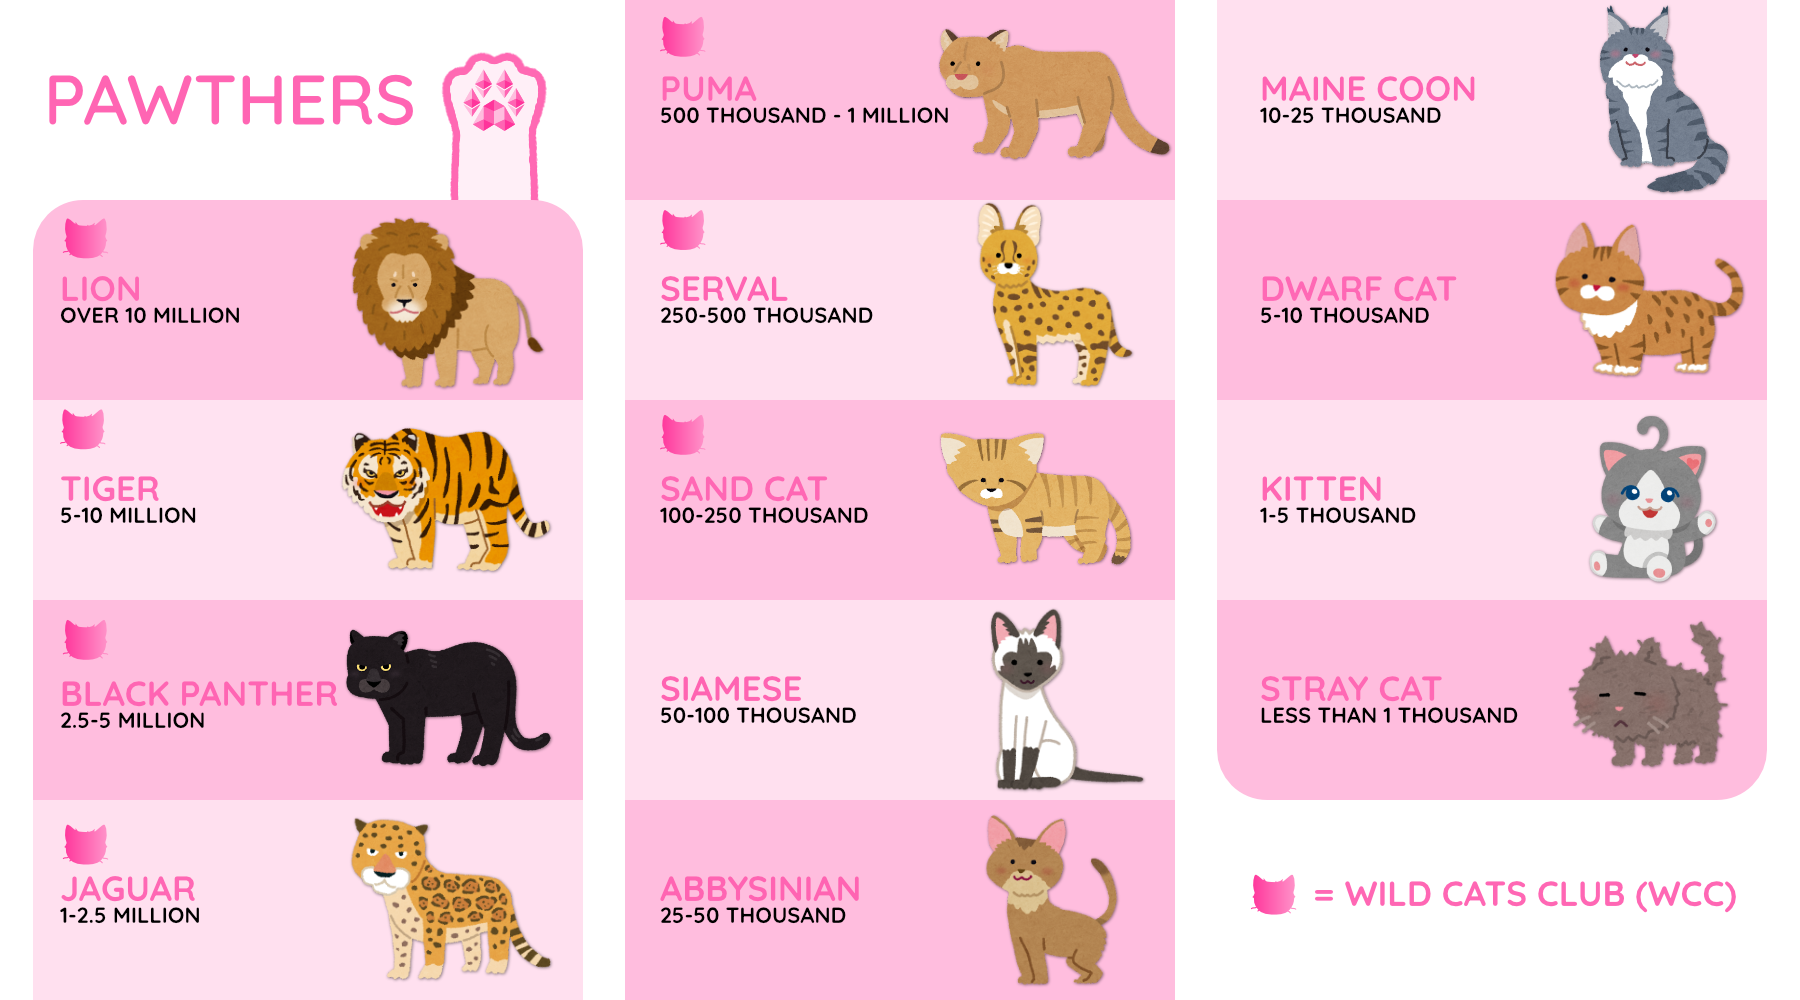 PAWTHERS
LION
OVER 10 MILLION
TIGER
5-10 MILLION
BLACK PANTHER
2.5-5 MILLION
JAGUAR
1-2.5 MILLION
PUMA
500 THOUSAND - 1 MILLION
SERVAL
250-500 THOUSAND
SAND CAT
100-250 THOUSAND
SIAMESE
50-100 THOUSAND
ABBYSINIAN
25-50 THOUSAND
MAINE COON
10-25 THOUSAND
DWARF CAT
5-10 THOUSAND
KITTEN
1-5 THOUSAND
STRAY CAT
LESS THAN 1 THOUSAND
= WILD CATS CLUB (WCC)